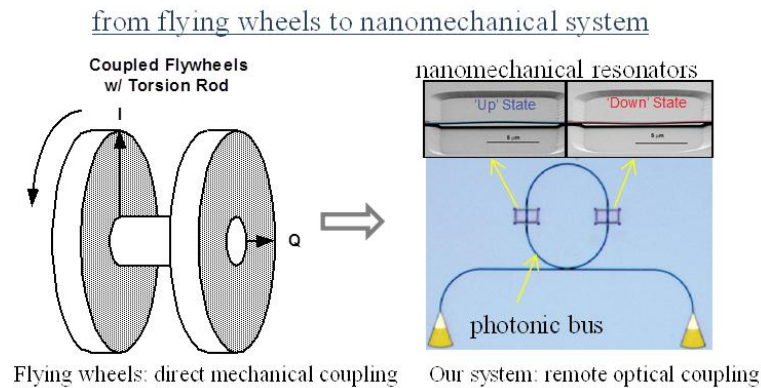 from flying wheels to nanomechanical system
Coupled Flywheels
w/ Torsion Rod
I
Q
nanomechanical resonators
'Up' State
'Down' State
photonic bus
Flying wheels: direct mechanical coupling
Our system: remote optical coupling